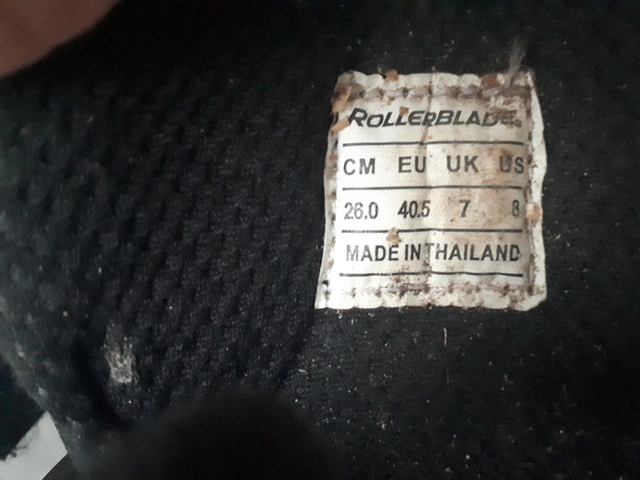 ROLLERBLADE®
CM EU UK US
26.0 40.5 7 8
MADE IN THAILAND